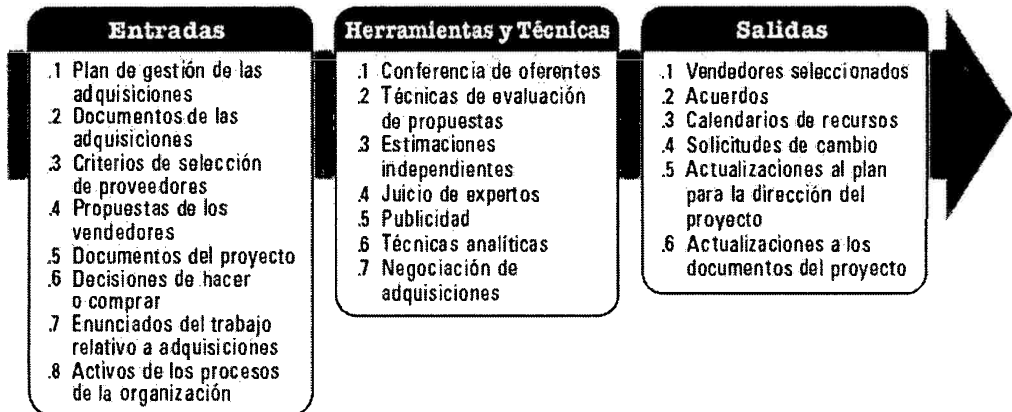 Entradas
.1 Plan de gestión de las
adquisiciones
.2 Documentos de las
adquisiciones
.3 Criterios de selección
de proveedores
.4 Propuestas de los
vendedores
.5 Documentos del proyecto
.6 Decisiones de hacer
o comprar
.7 Enunciados del trabajo
relativo a adquisiciones
.8 Activos de los procesos
de la organización
Herramientas y Técnicas
.1 Conferencia de oferentes
.2 Técnicas de evaluación
de propuestas
.3 Estimaciones
independientes
.4 Juicio de expertos
.5 Publicidad
.6 Técnicas analíticas
.7 Negociación de
adquisiciones
Salidas
.1 Vendedores seleccionados
.2 Acuerdos
.3 Calendarios de recursos
.4 Solicitudes de cambio
.5 Actualizaciones al plan
para la dirección del
proyecto
.6 Actualizaciones a los
documentos del proyecto